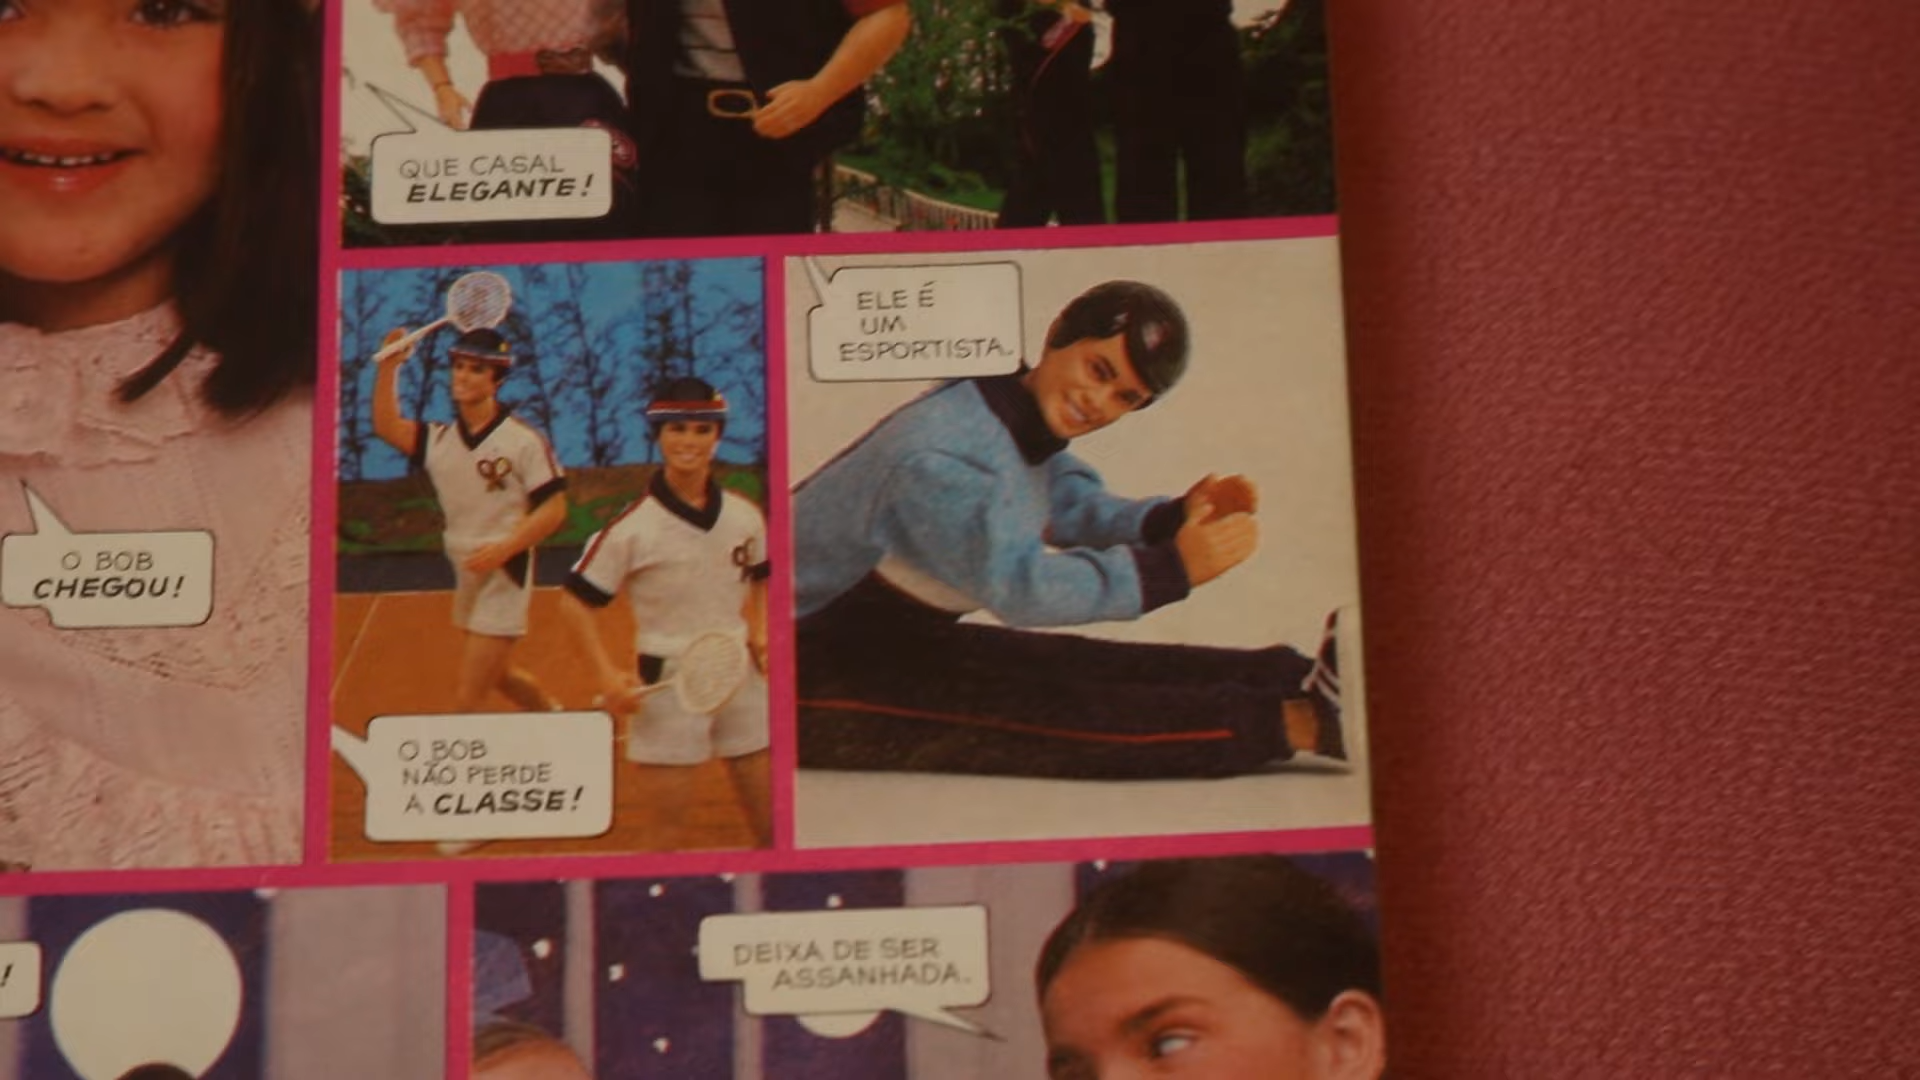 QUE CASAL
ELEGANTE!
ELE É
UM
ESPORTISTA.
O BOB
CHEGOU!
O BOB
NÃO PERDE
A CLASSE!
!
DEIXA DE SER
ASSANHADA.